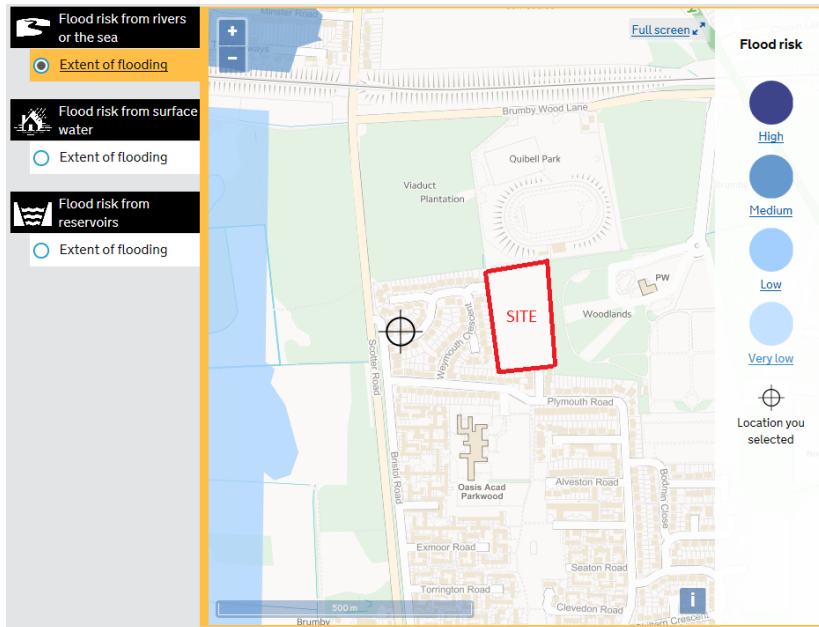 Flood risk from rivers
or the sea
Extent of flooding
Flood risk from surface
water
Extent of flooding
Flood risk from
reservoirs
Extent of flooding
+
−
Minster Road
Full screen
Brumby Wood Lane
Quibell Park
Viaduct
Plantation
SITE
PW
Woodlands
Weymouth Crescent
Scotter Road
Plymouth Road
Bristol Road
Oasis Acad
Parkwood
Alveston Road
Bodmin Close
Exmoor Road
Seaton Road
Torrington Road
Clevedon Road
500 m
Brumby
i
Flood risk
High
Medium
Low
Very low
Location you
selected